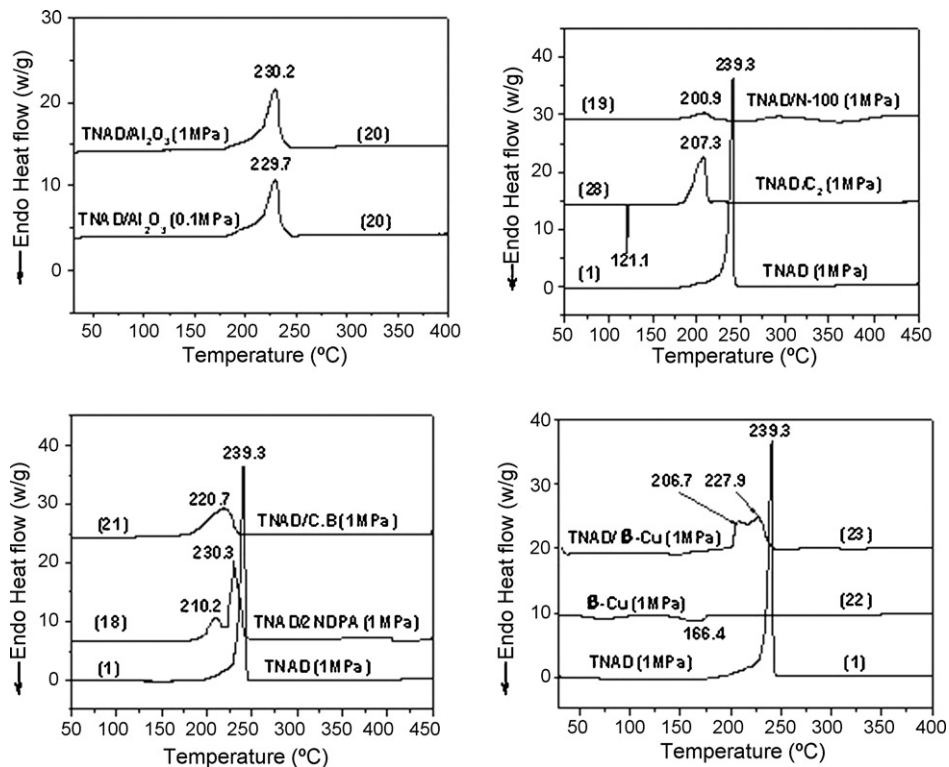 30
20
10
0
Endo Heat flow (w/g)
230.2
TNAD/Al₂O₃ (1MPa)
(20)
229.7
TNAD/Al₂O₃ (0.1MPa)
(20)
50 100 150 200 250 300 350 400
Temperature (ºC)
40
30
20
10
0
Endo Heat flow (w/g)
239.3
(19)
200.9
TNAD/N-100 (1MPa)
207.3
(28)
TNAD/C₂ (1MPa)
121.1
(1)
TNAD (1MPa)
50 100 150 200 250 300 350 400 450
Temperature (ºC)
40
30
20
10
0
Endo Heat flow (w/g)
239.3
220.7
(21)
TNAD/C.B (1MPa)
230.3
210.2
(18)
TNAD/2NDPA (1MPa)
(1)
TNAD (1MPa)
50 100 150 200 250 300 350 400 450
Temperature (ºC)
40
30
20
10
0
Endo Heat flow (w/g)
239.3
206.7 227.9
TNAD/ β-Cu (1MPa)
(23)
β-Cu (1MPa)
(22)
166.4
TNAD (1MPa)
(1)
50 100 150 200 250 300 350 400
Temperature (ºC)